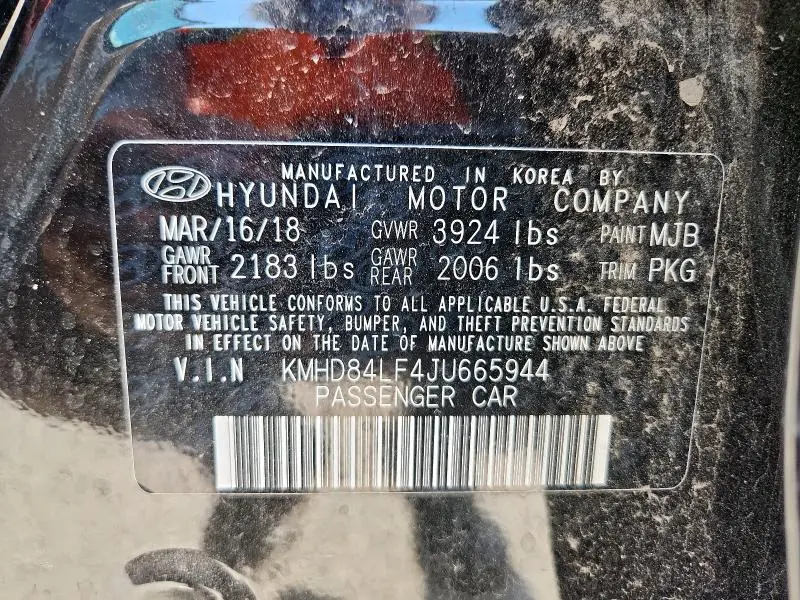 MANUFACTURED IN KOREA BY
HYUNDAI MOTOR COMPANY
MAR/16/18 GVWR 3924 lbs PAINT MJB
GAWR FRONT 2183 lbs GAWR REAR 2006 lbs TRIM PKG
THIS VEHICLE CONFORMS TO ALL APPLICABLE U.S.A. FEDERAL
MOTOR VEHICLE SAFETY, BUMPER, AND THEFT PREVENTION STANDARDS
IN EFFECT ON THE DATE OF MANUFACTURE SHOWN ABOVE
V.I.N KMHD84LF4JU665944
PASSENGER CAR